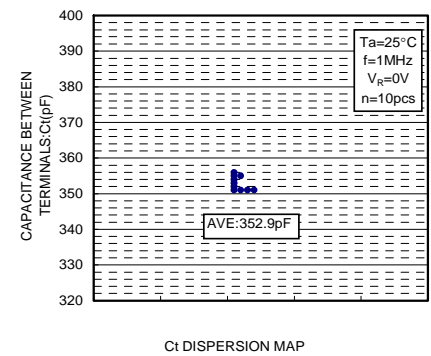 400
390
380
370
360
350
340
330
320
CAPACITANCE BETWEEN
TERMINALS:Ct(pF)
Ta=25°C
f=1MHz
VR=0V
n=10pcs
AVE:352.9pF
Ct DISPERSION MAP